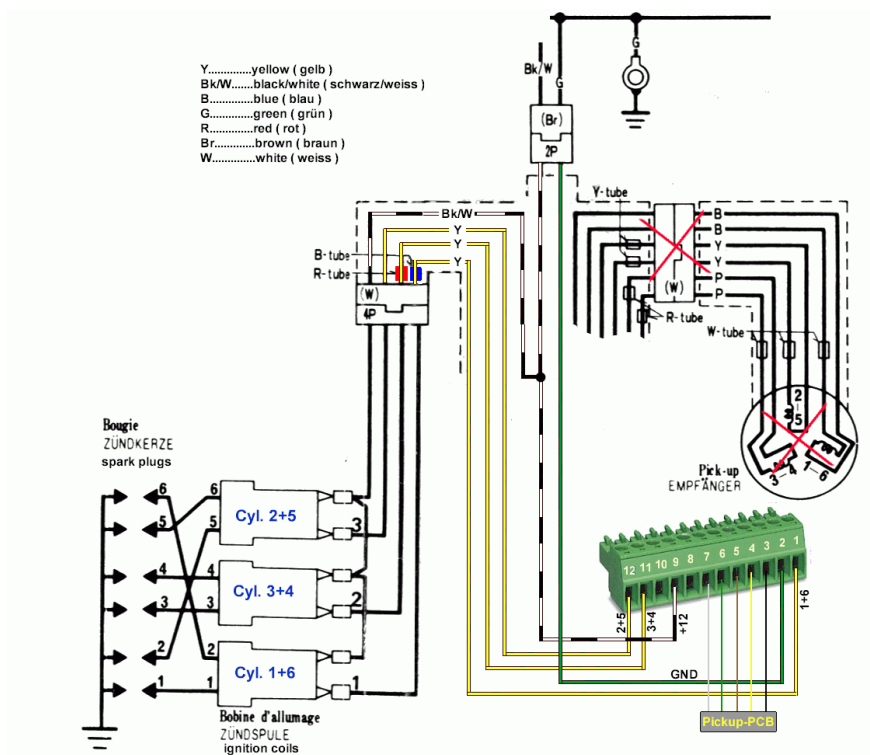 Y..............yellow ( gelb )
Bk/W.......black/white ( schwarz/weiss )
B..............blue ( blau )
G..............green ( grün )
R..............red ( rot )
Br............brown ( braun )
W.............white ( weiss )
Bk/W
G
G
(Br)
2P
Y-tube
B
B
Y
Y
P
P
(W)
R-tube
W-tube
Bk/W
Y
Y
Y
B-tube
R-tube
(W)
4P
2
5
3-4
1-6
Pick-up
EMPFÄNGER
Bougie
ZÜNDKERZE
spark plugs
6
5
4
3
2
1
6
5
Cyl. 2+5
3
4
3
Cyl. 3+4
2
2
1
Cyl. 1+6
1
Bobine d'allumage
ZÜNDSPULE
ignition coils
12 11 10 9 8 7 6 5 4 3 2 1
2+5
3+4
+12
1+6
GND
Pickup-PCB